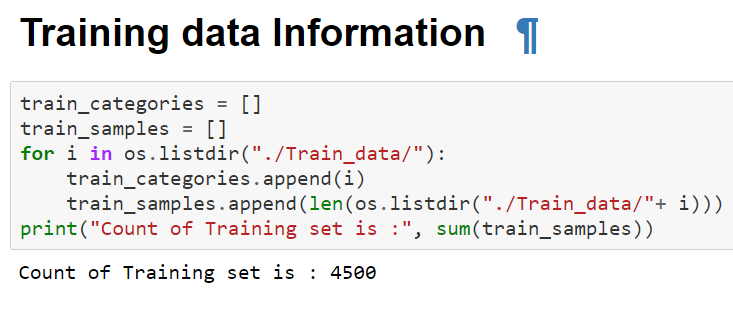 Training data Information ¶
train_categories = []
train_samples = []
for i in os.listdir("./Train_data/"):
    train_categories.append(i)
    train_samples.append(len(os.listdir("./Train_data/"+ i)))
print("Count of Training set is :", sum(train_samples))
Count of Training set is : 4500